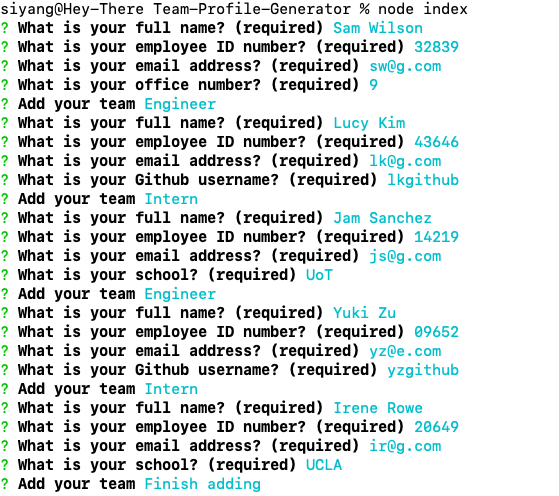 siyang@Hey-There Team-Profile-Generator % node index
? What is your full name? (required) Sam Wilson
? What is your employee ID number? (required) 32839
? What is your email address? (required) sw@g.com
? What is your office number? (required) 9
? Add your team Engineer
? What is your full name? (required) Lucy Kim
? What is your employee ID number? (required) 43646
? What is your email address? (required) lk@g.com
? What is your Github username? (required) lkgithub
? Add your team Intern
? What is your full name? (required) Jam Sanchez
? What is your employee ID number? (required) 14219
? What is your email address? (required) js@g.com
? What is your school? (required) UoT
? Add your team Engineer
? What is your full name? (required) Yuki Zu
? What is your employee ID number? (required) 09652
? What is your email address? (required) yz@e.com
? What is your Github username? (required) yzgithub
? Add your team Intern
? What is your full name? (required) Irene Rowe
? What is your employee ID number? (required) 20649
? What is your email address? (required) ir@g.com
? What is your school? (required) UCLA
? Add your team Finish adding